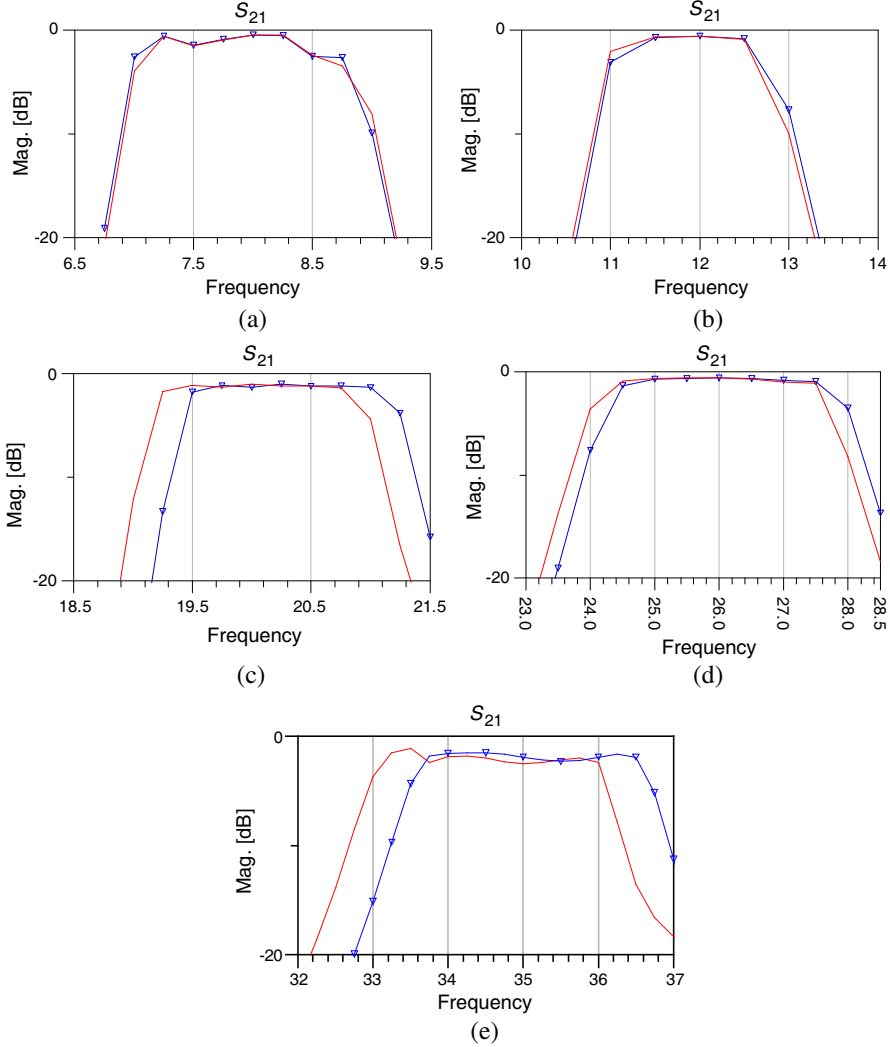 S21
S21
0
Mag. [dB]
-20
6.5 7.5 8.5 9.5
Frequency
(a)
0
Mag. [dB]
-20
10 11 12 13 14
Frequency
(b)
S21
S21
0
Mag. [dB]
-20
18.5 19.5 20.5 21.5
Frequency
(c)
0
Mag. [dB]
-20
23.0 24.0 25.0 26.0 27.0 28.0 28.5
Frequency
(d)
S21
0
Mag. [dB]
-20
32 33 34 35 36 37
Frequency
(e)